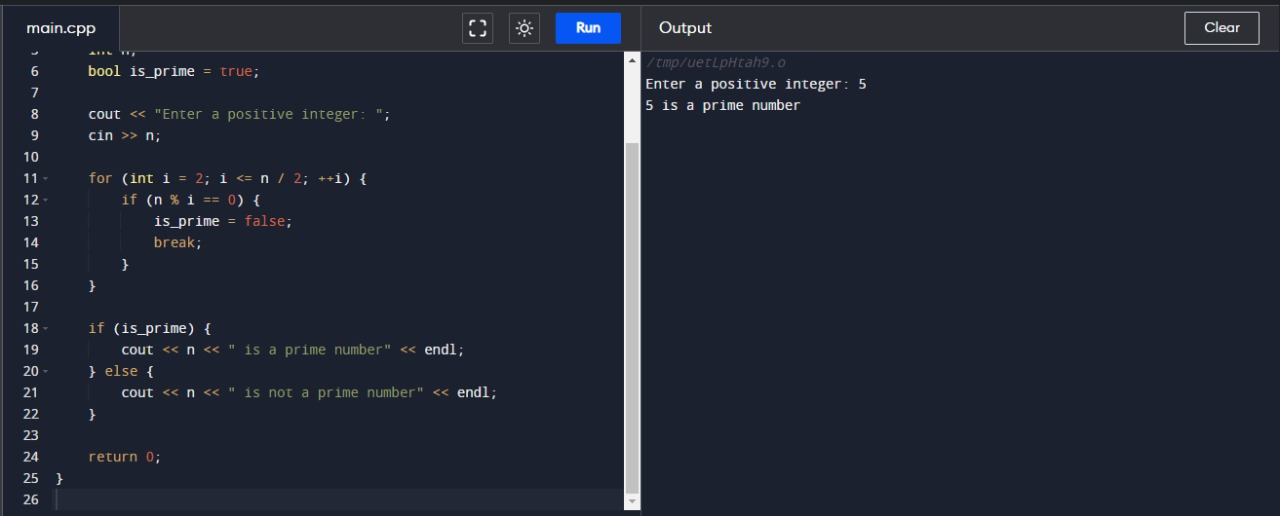 main.cpp
Run
Output
Clear
5 int n;
6 bool is_prime = true;
7
8 cout << "Enter a positive integer: ";
9 cin >> n;
10
11 for (int i = 2; i <= n / 2; ++i) {
12 if (n % i == 0) {
13 is_prime = false;
14 break;
15 }
16 }
17
18 if (is_prime) {
19 cout << n << " is a prime number" << endl;
20 } else {
21 cout << n << " is not a prime number" << endl;
22 }
23
24 return 0;
25 }
26
/tmp/uetLpHtah9.o
Enter a positive integer: 5
5 is a prime number